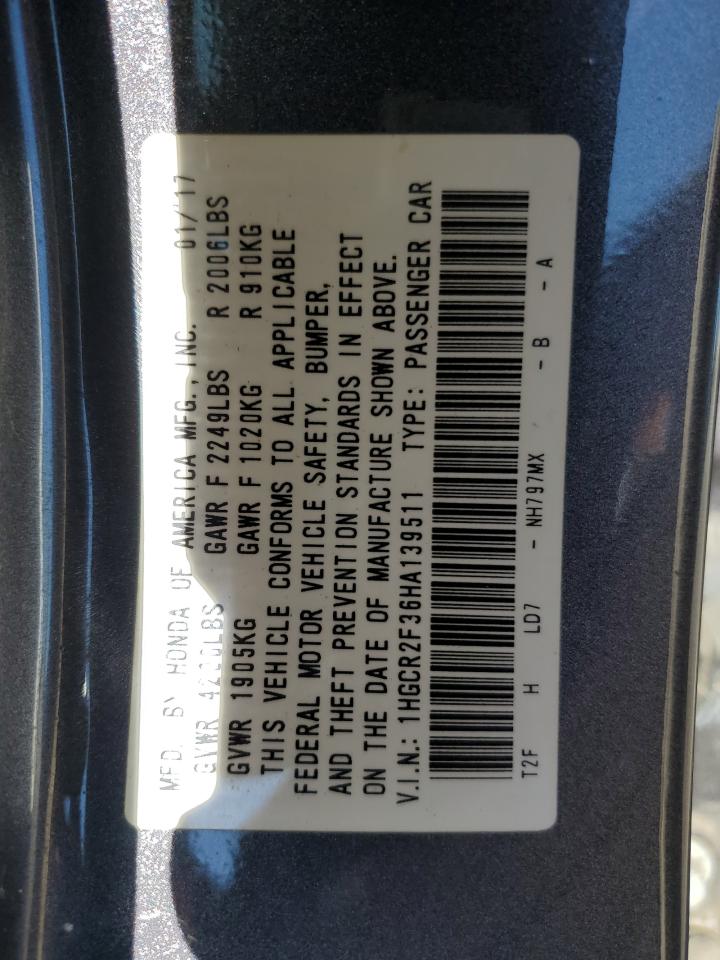 MFD. BY HONDA OF AMERICA MFG., INC. 01/17
GVWR 4200LBS GAWR F 2249LBS R 2006LBS
GVWR 1905KG GAWR F 1020KG R 910KG
THIS VEHICLE CONFORMS TO ALL APPLICABLE
FEDERAL MOTOR VEHICLE SAFETY, BUMPER,
AND THEFT PREVENTION STANDARDS IN EFFECT
ON THE DATE OF MANUFACTURE SHOWN ABOVE.
V.I.N.: 1HGCR2F36HA139511 TYPE: PASSENGER CAR
T2F H LD7 - NH797MX - B - A